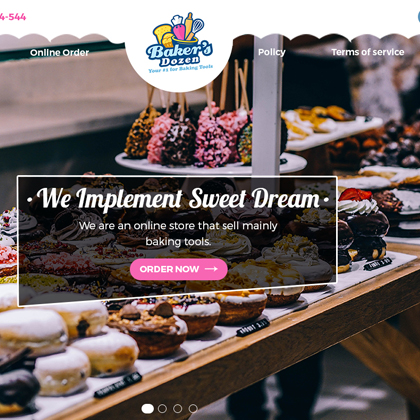 4-544
Online Order
Policy
Terms of service
Baker's
Dozen
Your #1 for Baking Tools
· We Implement Sweet Dream ·
We are an online store that sell mainly
baking tools.
ORDER NOW